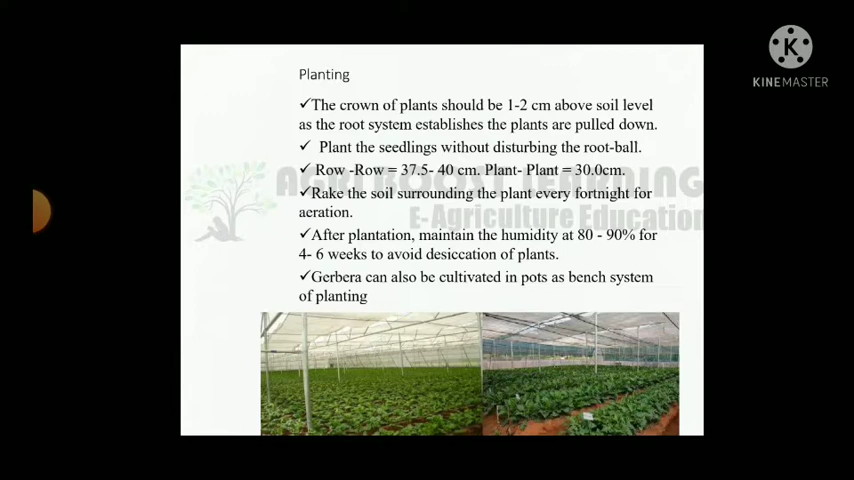 K
KINEMASTER
Planting
✓The crown of plants should be 1-2 cm above soil level
as the root system establishes the plants are pulled down.
✓ Plant the seedlings without disturbing the root-ball.
✓ Row -Row = 37.5- 40 cm. Plant- Plant = 30.0cm.
✓Rake the soil surrounding the plant every fortnight for
aeration.
✓After plantation, maintain the humidity at 80 - 90% for
4- 6 weeks to avoid desiccation of plants.
✓Gerbera can also be cultivated in pots as bench system
of planting
AGRI BOOST LEARNING
E-Agriculture Education